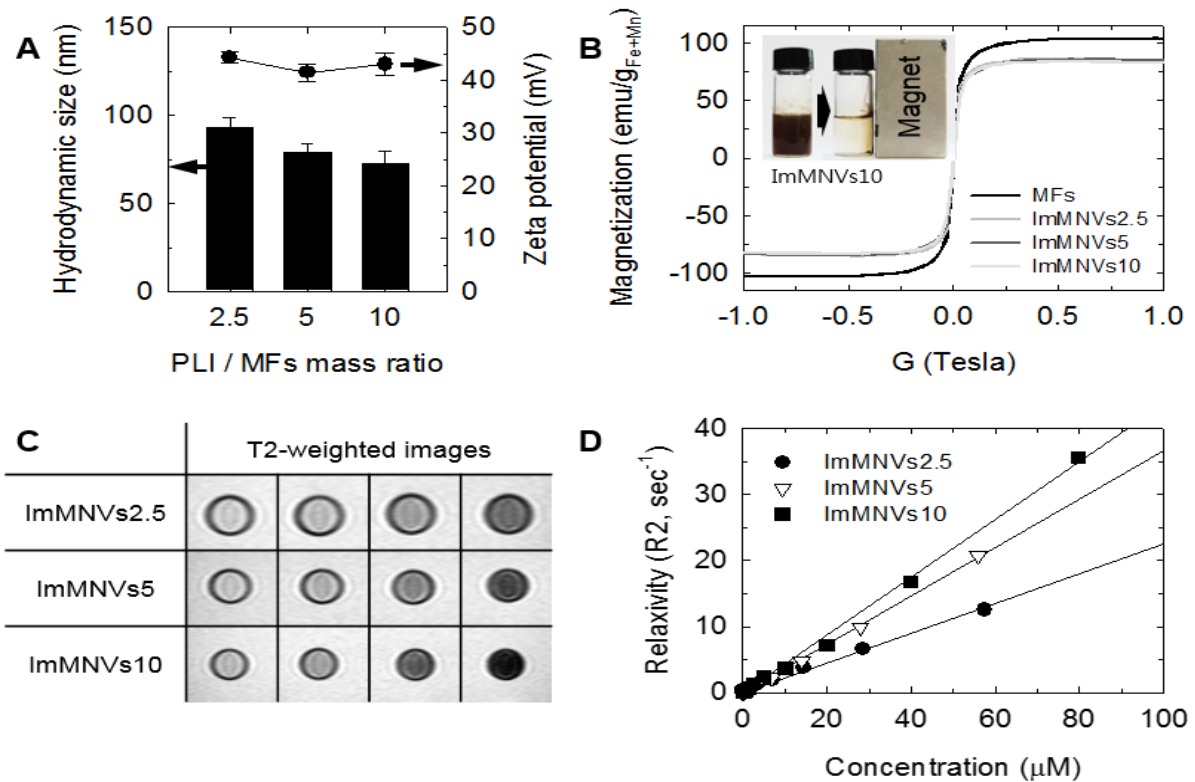 A
Hydrodynamic size (nm)
150
100
50
0
50
40
30
20
10
0
Zeta potential (mV)
2.5 5 10
PLI / MFs mass ratio
B
Magnetization (emu/gFe+Mn)
100
50
0
-50
-100
Magnet
ImMNVs10
MFs
ImMNVs2.5
ImMNVs5
ImMNVs10
-1.0 -0.5 0.0 0.5 1.0
G (Tesla)
C
T2-weighted images
ImMNVs2.5
ImMNVs5
ImMNVs10
D
Relaxivity (R2, sec⁻¹)
40
30
20
10
0
ImMNVs2.5
ImMNVs5
ImMNVs10
0 20 40 60 80 100
Concentration (μM)